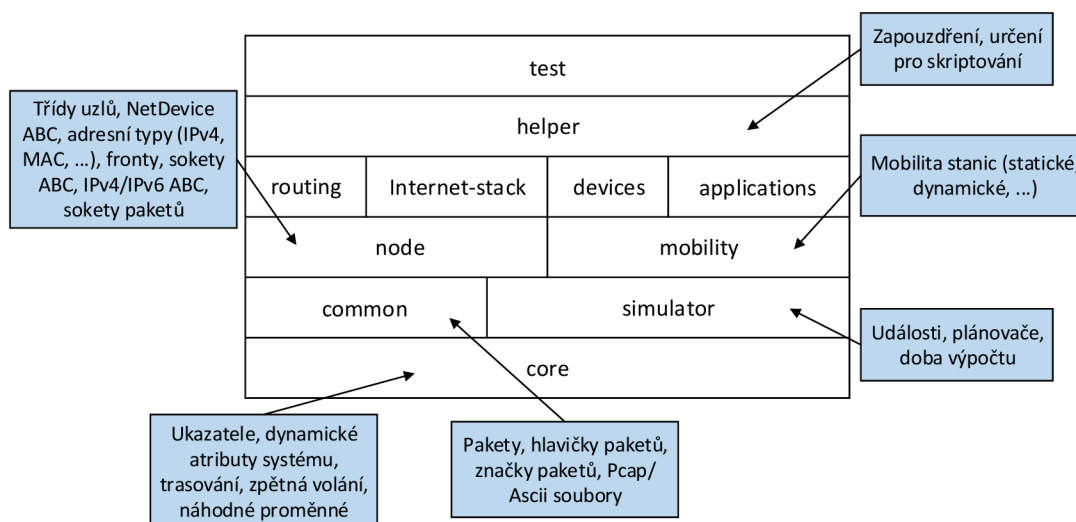 Zapouzdření, určení
pro skriptování
test
helper
Třídy uzlů, NetDevice
ABC, adresní typy (IPv4,
MAC, ...), fronty, sokety
ABC, IPv4/IPv6 ABC,
sokety paketů
routing
Internet-stack
devices
applications
Mobilita stanic (statické,
dynamické, ...)
node
mobility
common
simulator
Události, plánovače,
doba výpočtu
core
Ukazatele, dynamické
atributy systému,
trasování, zpětná volání,
náhodné proměnné
Pakety, hlavičky paketů,
značky paketů, Pcap/
Ascii soubory